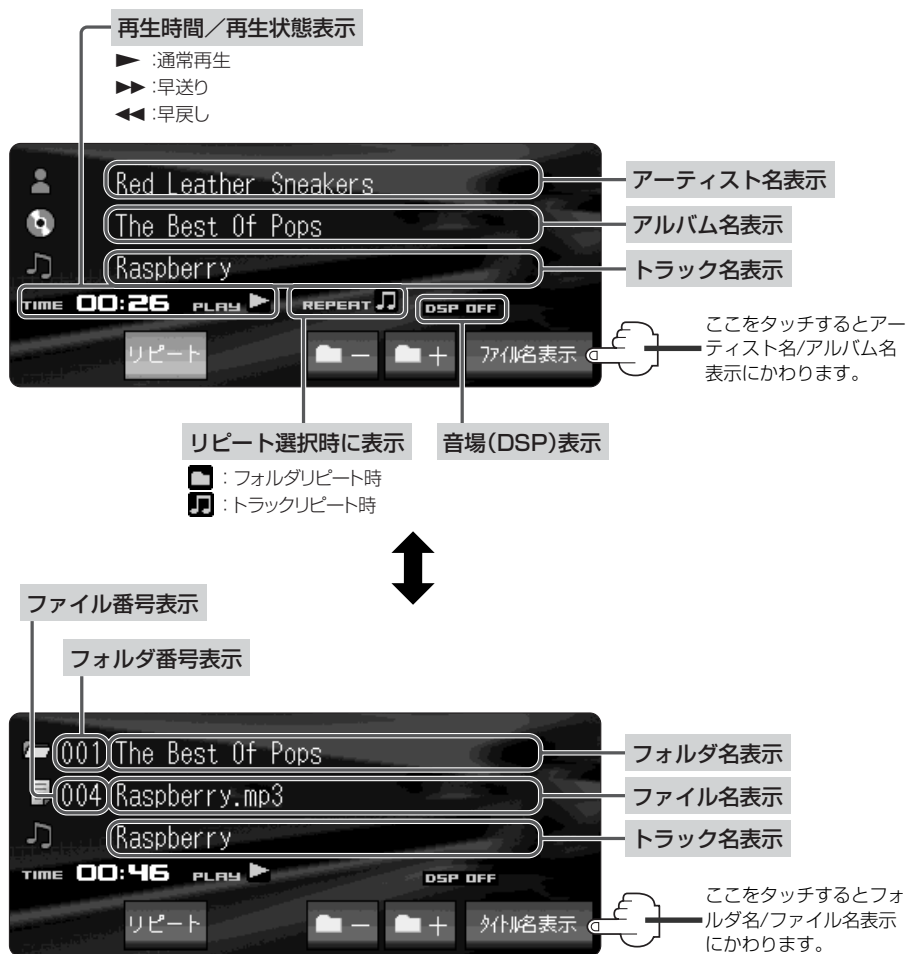 再生時間／再生状態表示
▶ :通常再生
▶▶ :早送り
◀◀ :早戻し
Red Leather Sneakers
アーティスト名表示
The Best Of Pops
アルバム名表示
Raspberry
トラック名表示
TIME 00:26 PLAY ▶ REPEAT DSP OFF
リピート － ＋ ファイル名表示
ここをタッチするとアー
ティスト名/アルバム名
表示にかわります。
リピート選択時に表示
：フォルダリピート時
：トラックリピート時
音場(DSP)表示
ファイル番号表示
フォルダ番号表示
001 The Best Of Pops
フォルダ名表示
004 Raspberry.mp3
ファイル名表示
Raspberry
トラック名表示
TIME 00:46 PLAY ▶ DSP OFF
リピート － ＋ タイトル名表示
ここをタッチするとフォ
ルダ名/ファイル名表示
にかわります。